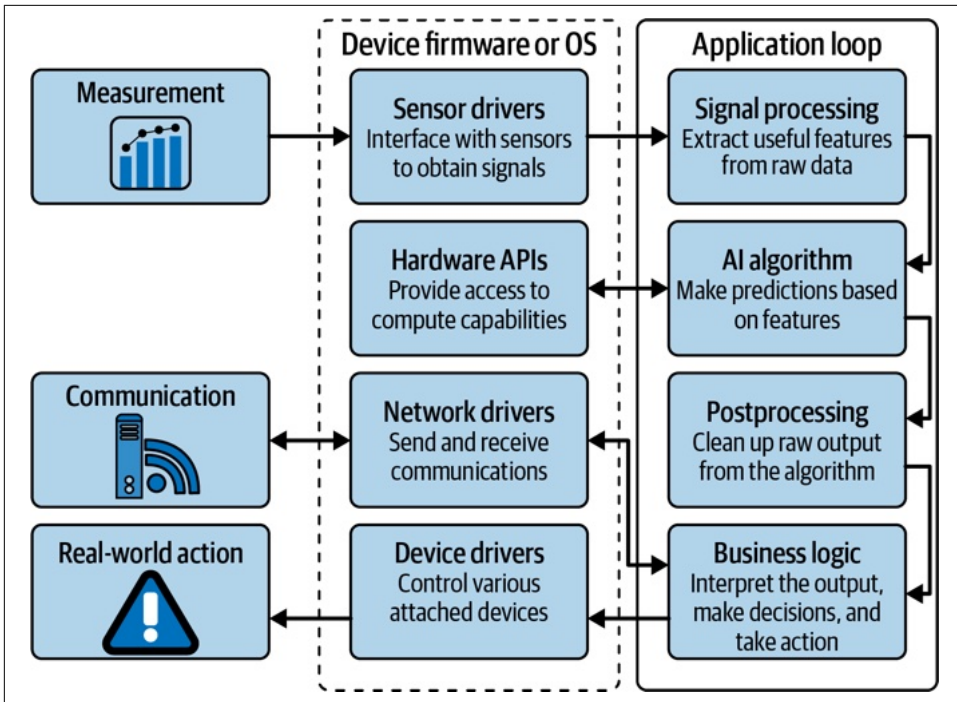 Device firmware or OS
Application loop
Measurement
Sensor drivers
Interface with sensors
to obtain signals
Signal processing
Extract useful features
from raw data
Hardware APIs
Provide access to
compute capabilities
AI algorithm
Make predictions based
on features
Communication
Network drivers
Send and receive
communications
Postprocessing
Clean up raw output
from the algorithm
Real-world action
Device drivers
Control various
attached devices
Business logic
Interpret the output,
make decisions, and
take action